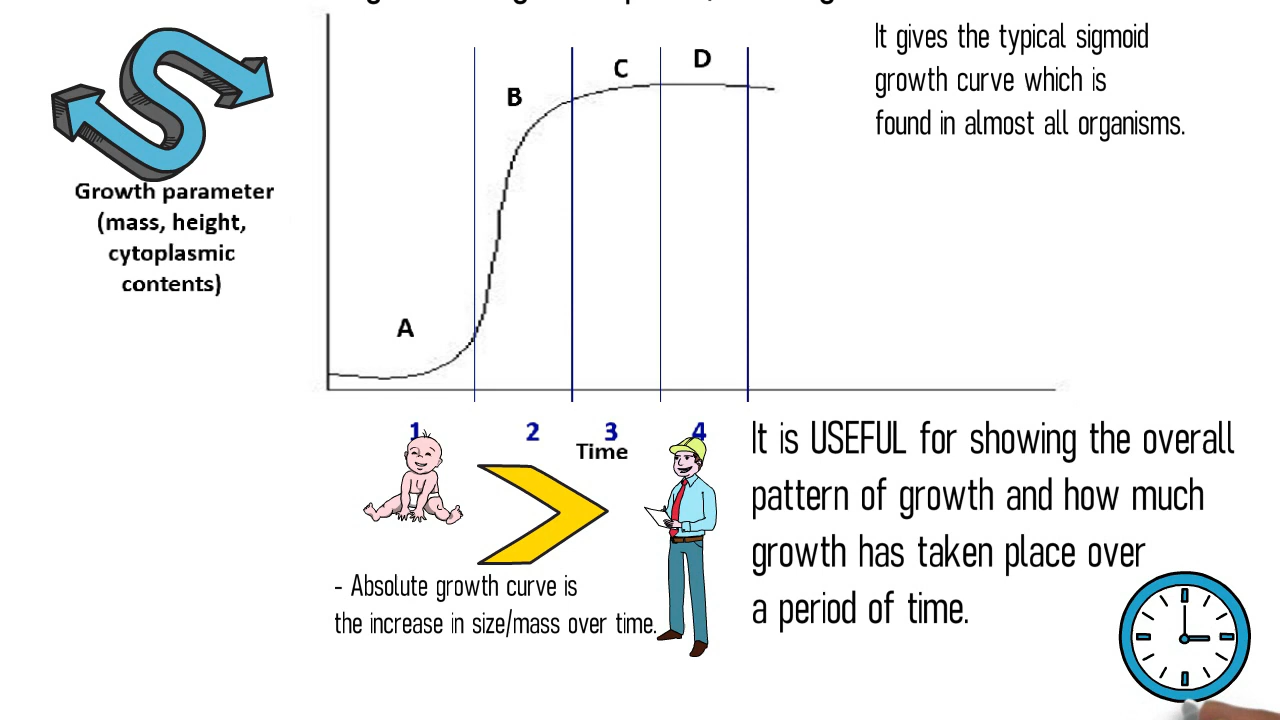 It gives the typical sigmoid
growth curve which is
found in almost all organisms.
Growth parameter
(mass, height,
cytoplasmic
contents)
A
B
C
D
1 2 3 4
Time
- Absolute growth curve is
the increase in size/mass over time.
It is USEFUL for showing the overall
pattern of growth and how much
growth has taken place over
a period of time.